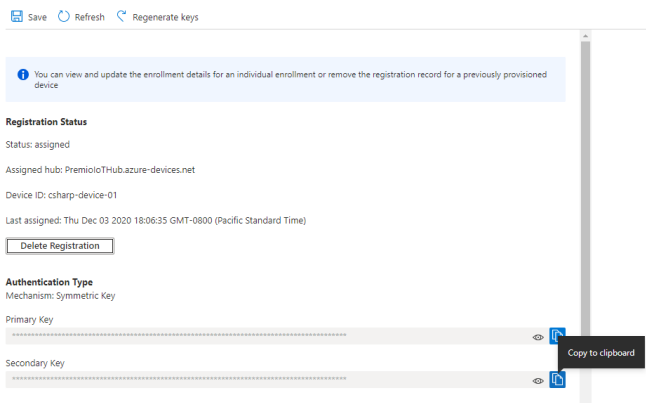 Save Refresh Regenerate keys
You can view and update the enrollment details for an individual enrollment or remove the registration record for a previously provisioned
device
Registration Status
Status: assigned
Assigned hub: PremioIoTHub.azure-devices.net
Device ID: csharp-device-01
Last assigned: Thu Dec 03 2020 18:06:35 GMT-0800 (Pacific Standard Time)
Delete Registration
Authentication Type
Mechanism: Symmetric Key
Primary Key
Copy to clipboard
Secondary Key